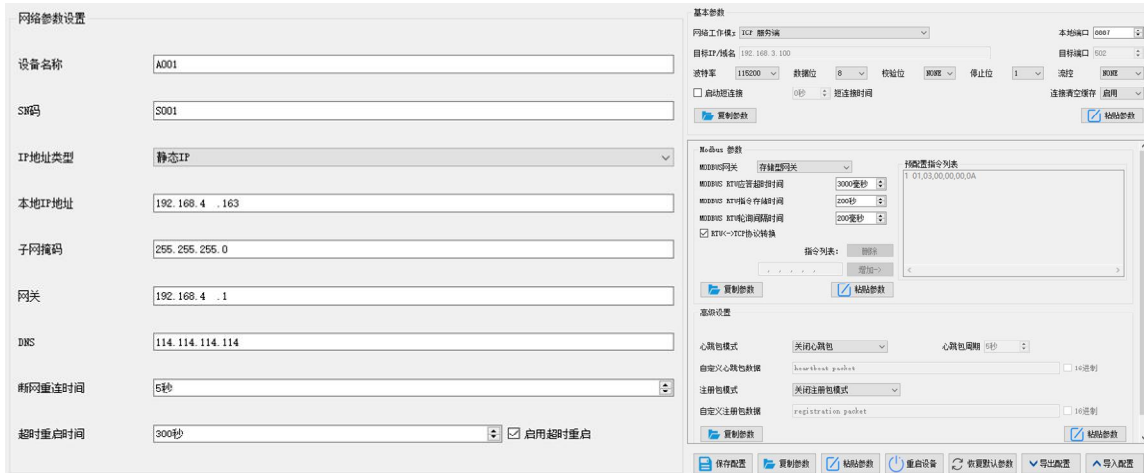 网络参数设置
设备名称 A001
SN码 S001
IP地址类型 静态IP
本地IP地址 192.168.4 .163
子网掩码 255.255.255.0
网关 192.168.4 .1
DNS 114.114.114.114
断网重连时间 5秒
超时重启时间 300秒 启用超时重启
基本参数
网络工作模: TCP 服务端 本地端口 8887
目标IP/域名 192.168.3.100 目标端口 502
波特率 115200 数据位 8 校验位 NONE 停止位 1 流控 NONE
启动短连接 0秒 短连接时间 连接清空缓存 启用
复制参数 粘贴参数
Modbus 参数
MODBUS网关 存储型网关
MODBUS RTU应答超时时间 3000毫秒
MODBUS RTU指令存储时间 200秒
MODBUS RTU轮询间隔时间 200毫秒
RTU<->TCP协议转换
指令列表: 删除
, , , , , 增加->
复制参数 粘贴参数
预配置指令列表
1 01,03,00,00,00,0A
高级设置
心跳包模式 关闭心跳包 心跳包周期 5秒
自定义心跳包数据 heartbeat packet 16进制
注册包模式 关闭注册包模式
自定义注册包数据 registration packet 16进制
复制参数 粘贴参数
保存配置 复制参数 粘贴参数 重启设备 恢复默认参数 导出配置 导入配置